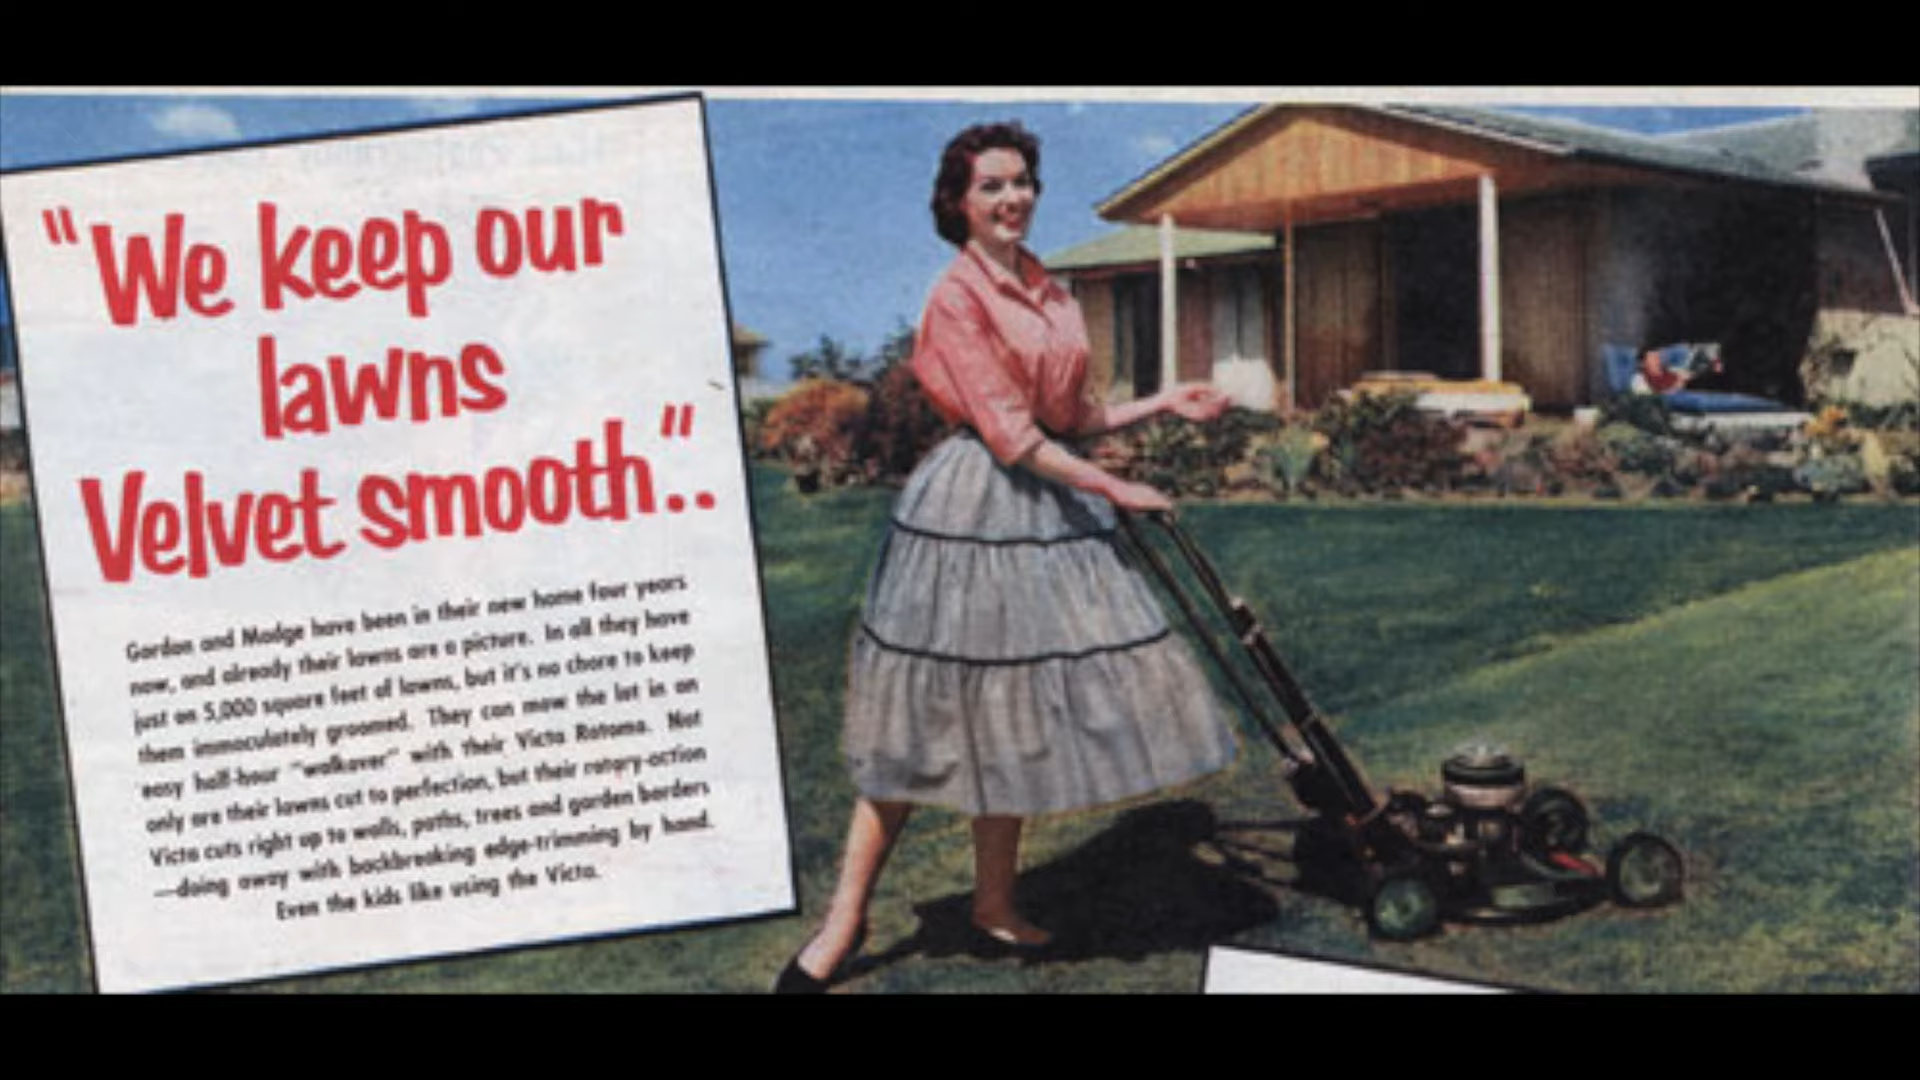 "We keep our
lawns
Velvet smooth"..
Gordon and Madge have been in their new home four years
now, and already their lawns are a picture. In all they have
just on 5,000 square feet of lawns, but it's no chore to keep
them immaculately groomed. They can mow the lot in an
easy half-hour "walkover" with their Victa Rotomo. Not
only are their lawns cut to perfection, but their rotary-action
Victa cuts right up to walls, paths, trees and garden borders
—doing away with backbreaking edge-trimming by hand.
Even the kids like using the Victa.